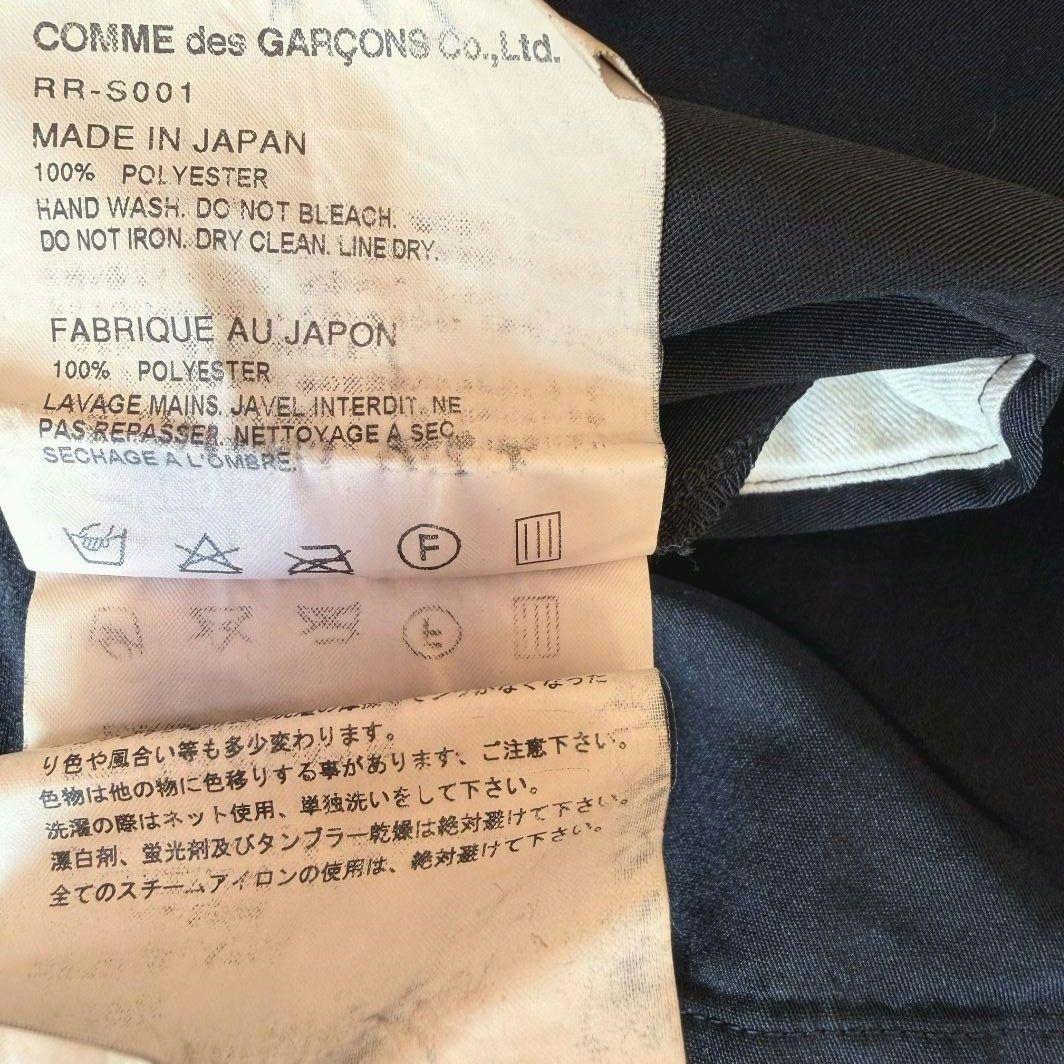 COMME des GARÇONS Co.,Ltd.
RR-S001
MADE IN JAPAN
100% POLYESTER
HAND WASH. DO NOT BLEACH.
DO NOT IRON. DRY CLEAN. LINE DRY.
FABRIQUE AU JAPON
100% POLYESTER
LAVAGE MAINS. JAVEL INTERDIT. NE
PAS REPASSER. NETTOYAGE A SEC.
SECHAGE A L'OMBRE.
F
がなくなった
り色や風合い等も多少変わります。
色物は他の物に色移りする事があります、ご注意下さい。
洗濯の際はネット使用、単独洗いをして下さい。
漂白剤、蛍光剤及びタンブラー乾燥は絶対避けて下さい。
全てのスチームアイロンの使用は、絶対避けて下さい。